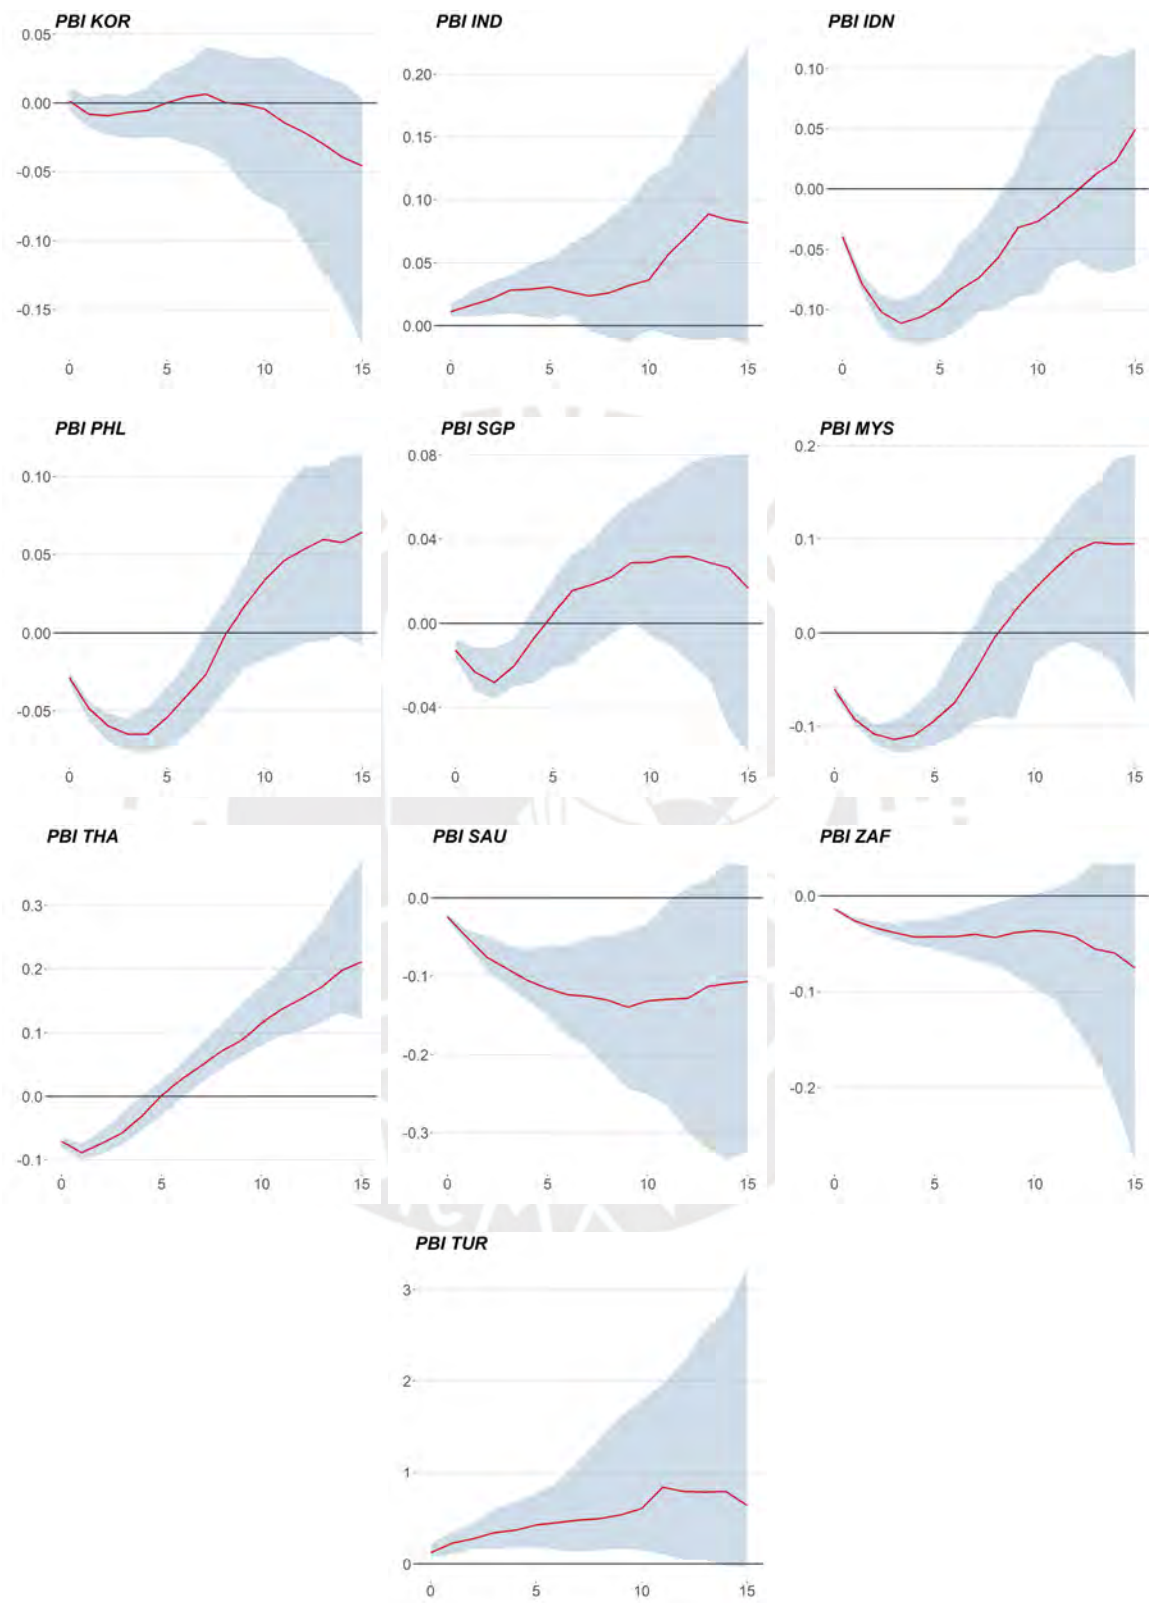 PBI KOR
0.05
0.00
-0.05
-0.10
-0.15
0 5 10 15
PBI IND
0.20
0.15
0.10
0.05
0.00
0 5 10 15
PBI IDN
0.10
0.05
0.00
-0.05
-0.10
0 5 10 15
PBI PHL
0.10
0.05
0.00
-0.05
0 5 10 15
PBI SGP
0.08
0.04
0.00
-0.04
0 5 10 15
PBI MYS
0.2
0.1
0.0
-0.1
0 5 10 15
PBI THA
0.3
0.2
0.1
0.0
-0.1
0 5 10 15
PBI SAU
0.0
-0.1
-0.2
-0.3
0 5 10 15
PBI ZAF
0.0
-0.1
-0.2
0 5 10 15
PBI TUR
3
2
1
0
0 5 10 15